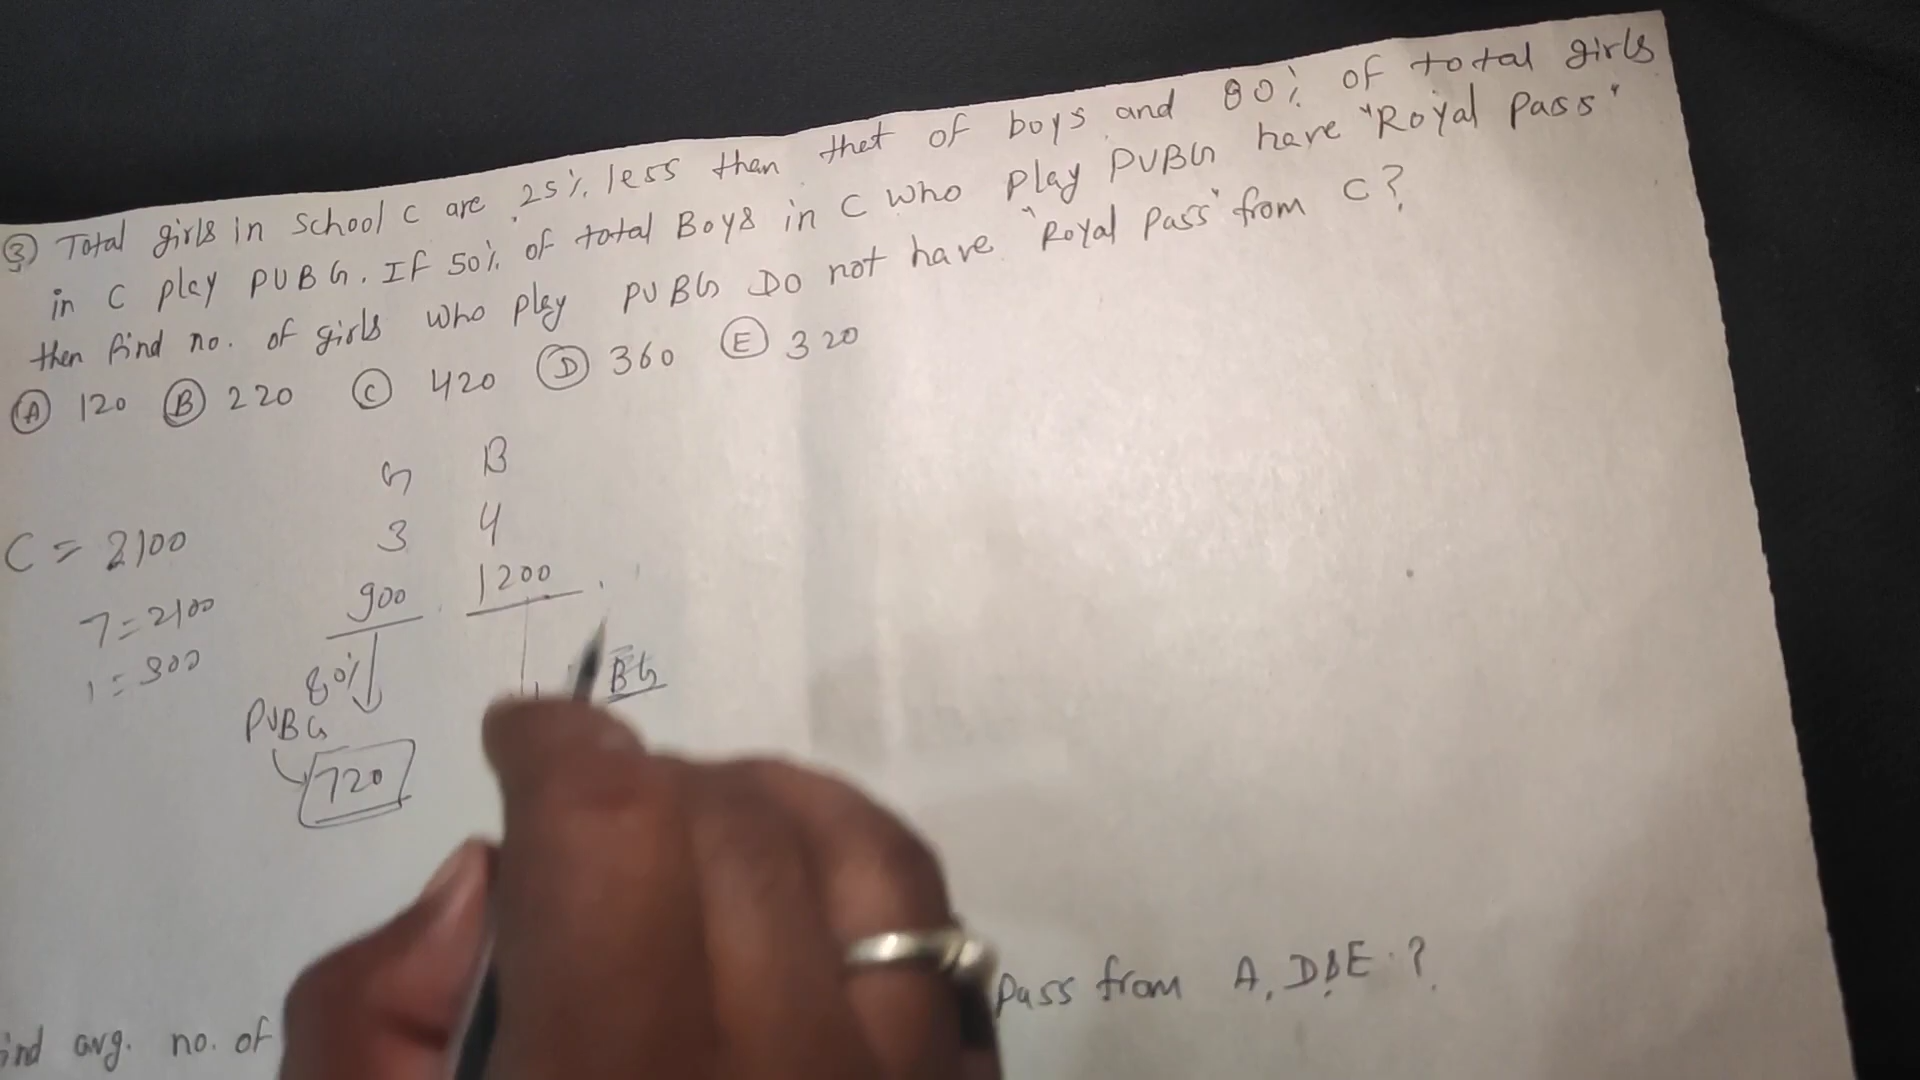 ③ Total girls in school C are 25% less than that of boys and 80% of total girls
in C play PUBG. If 50% of total Boys in C who play PUBG have "Royal Pass"
then find no. of girls who play PUBG Do not have "Royal Pass" from C?
Ⓐ 120 Ⓑ 220 Ⓒ 420 Ⓓ 360 Ⓔ 320
G B
3 4
C = 2100
900 1200
7=2100
1=300
80%
BG
PUBG
720
Pass from A, D & E.?
ind avg. no. of